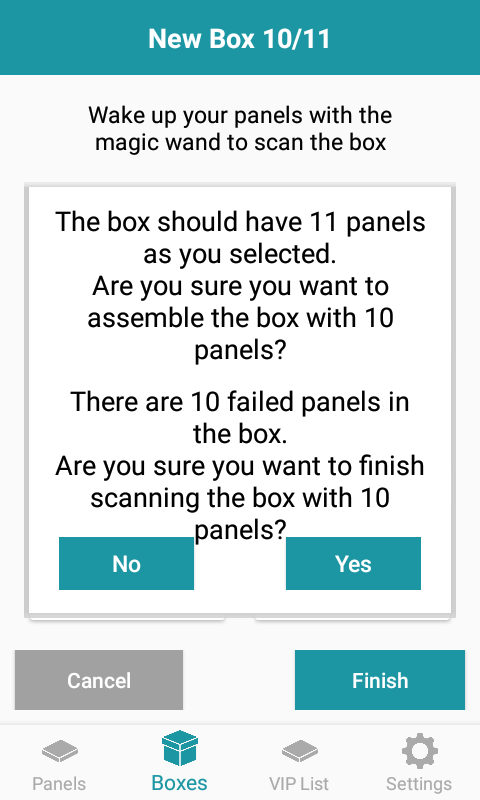 New Box 10/11
Wake up your panels with the
magic wand to scan the box
The box should have 11 panels
as you selected.
Are you sure you want to
assemble the box with 10
panels?
There are 10 failed panels in
the box.
Are you sure you want to finish
scanning the box with 10
panels?
No
Yes
Cancel
Finish
Panels
Boxes
VIP List
Settings